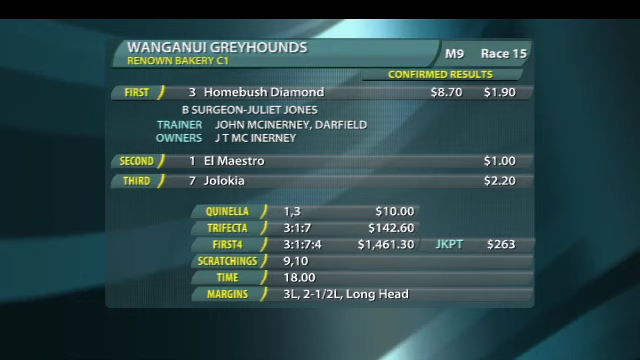 WANGANUI GREYHOUNDS
RENOWN BAKERY C1
M9 Race 15
CONFIRMED RESULTS
FIRST 3 Homebush Diamond $8.70 $1.90
B SURGEON-JULIET JONES
TRAINER JOHN MCINERNEY, DARFIELD
OWNERS J T MC INERNEY
SECOND 1 El Maestro $1.00
THIRD 7 Jolokia $2.20
QUINELLA 1,3 $10.00
TRIFECTA 3:1:7 $142.60
FIRST4 3:1:7:4 $1,461.30 JKPT $263
SCRATCHINGS 9,10
TIME 18.00
MARGINS 3L, 2-1/2L, Long Head